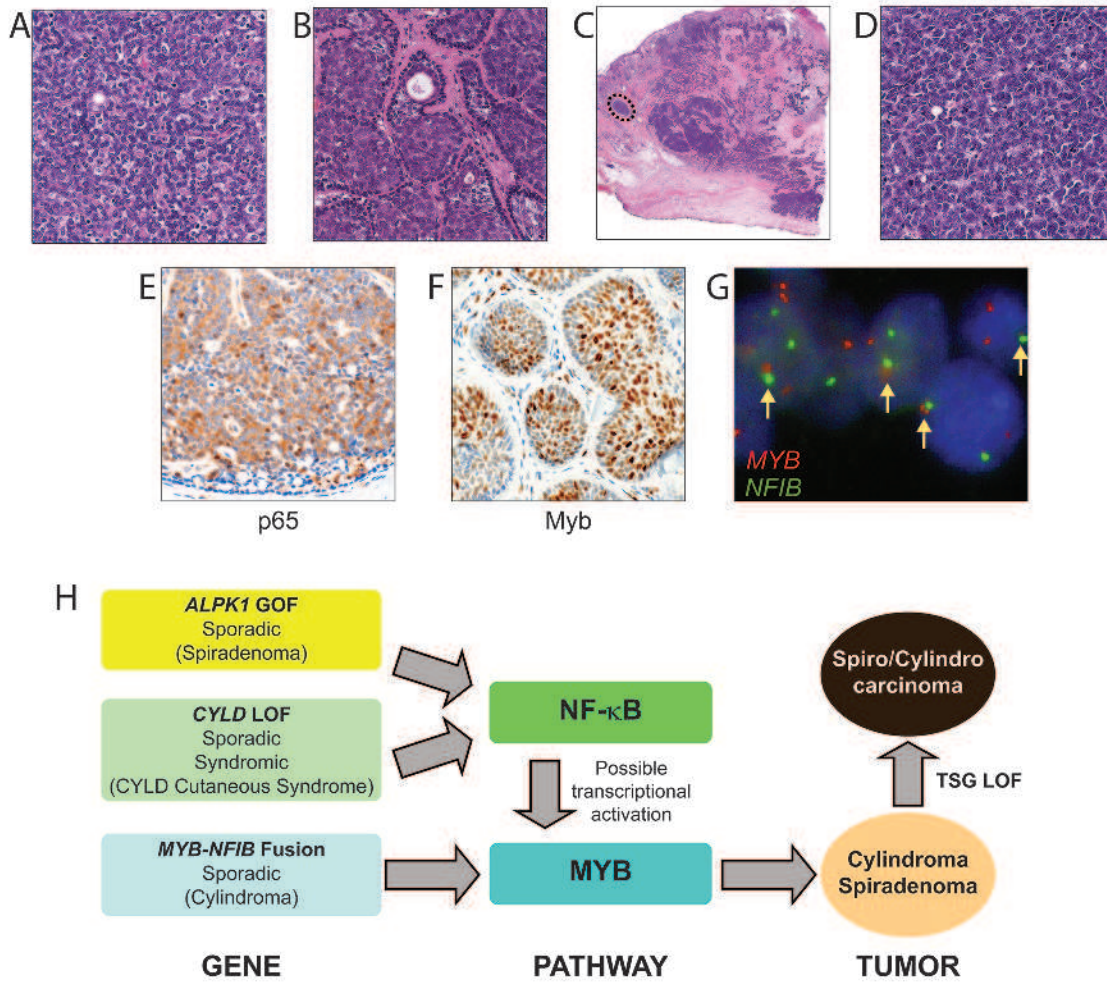 A
B
C
D
E
F
G
p65
Myb
MYB
NFIB
H
ALPK1 GOF
Sporadic
(Spiradenoma)
CYLD LOF
Sporadic
Syndromic
(CYLD Cutaneous Syndrome)
MYB-NFIB Fusion
Sporadic
(Cylindroma)
GENE
NF-κB
Possible
transcriptional
activation
MYB
PATHWAY
Spiro/Cylindro
carcinoma
TSG LOF
Cylindroma
Spiradenoma
TUMOR